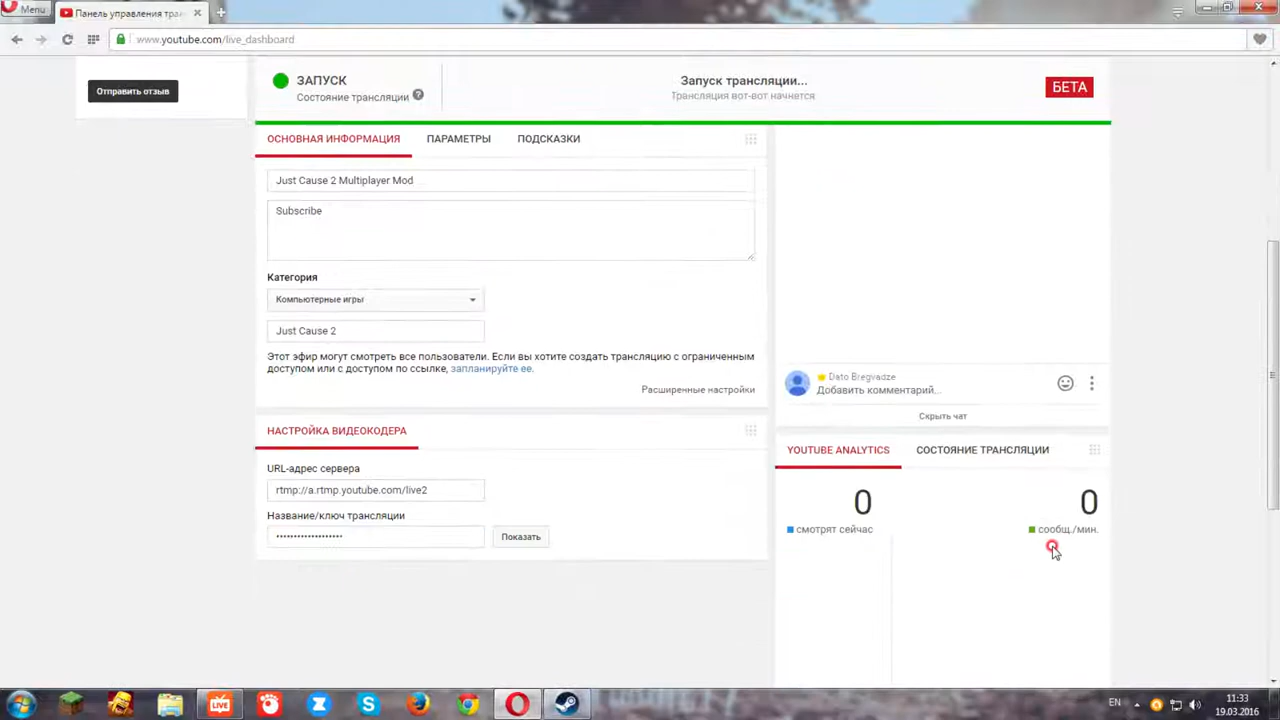 Menu
Панель управления тра
www.youtube.com/live_dashboard
Отправить отзыв
ЗАПУСК
Состояние трансляции ?
Запуск трансляции...
Трансляция вот-вот начнется
БЕТА
ОСНОВНАЯ ИНФОРМАЦИЯ ПАРАМЕТРЫ ПОДСКАЗКИ
Just Cause 2 Multiplayer Mod
Subscribe
Категория
Компьютерные игры
Just Cause 2
Этот эфир могут смотреть все пользователи. Если вы хотите создать трансляцию с ограниченным
доступом или с доступом по ссылке, запланируйте ее.
Расширенные настройки
НАСТРОЙКА ВИДЕОКОДЕРА
URL-адрес сервера
rtmp://a.rtmp.youtube.com/live2
Название/ключ трансляции
••••••••••••••••••• Показать
Dato Bregvadze
Добавить комментарий...
Скрыть чат
YOUTUBE ANALYTICS СОСТОЯНИЕ ТРАНСЛЯЦИИ
0 0
смотрят сейчас сообщ./мин.
LIVE
EN
11:33
19.03.2016